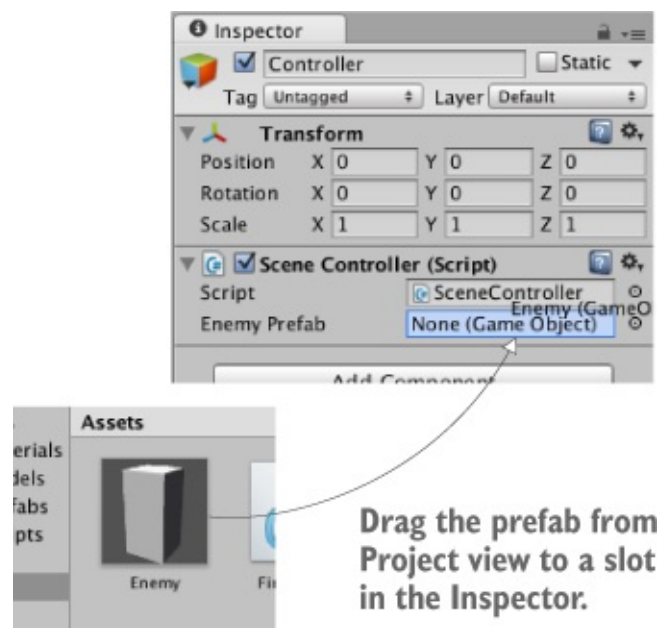 Inspector
Controller Static
Tag Untagged Layer Default
Transform
Position X 0 Y 0 Z 0
Rotation X 0 Y 0 Z 0
Scale X 1 Y 1 Z 1
Scene Controller (Script)
Script SceneController
Enemy (GameO
Enemy Prefab None (Game Object)
Add Component
Assets
erials
dels
fabs
pts
Enemy
Fi
Drag the prefab from
Project view to a slot
in the Inspector.